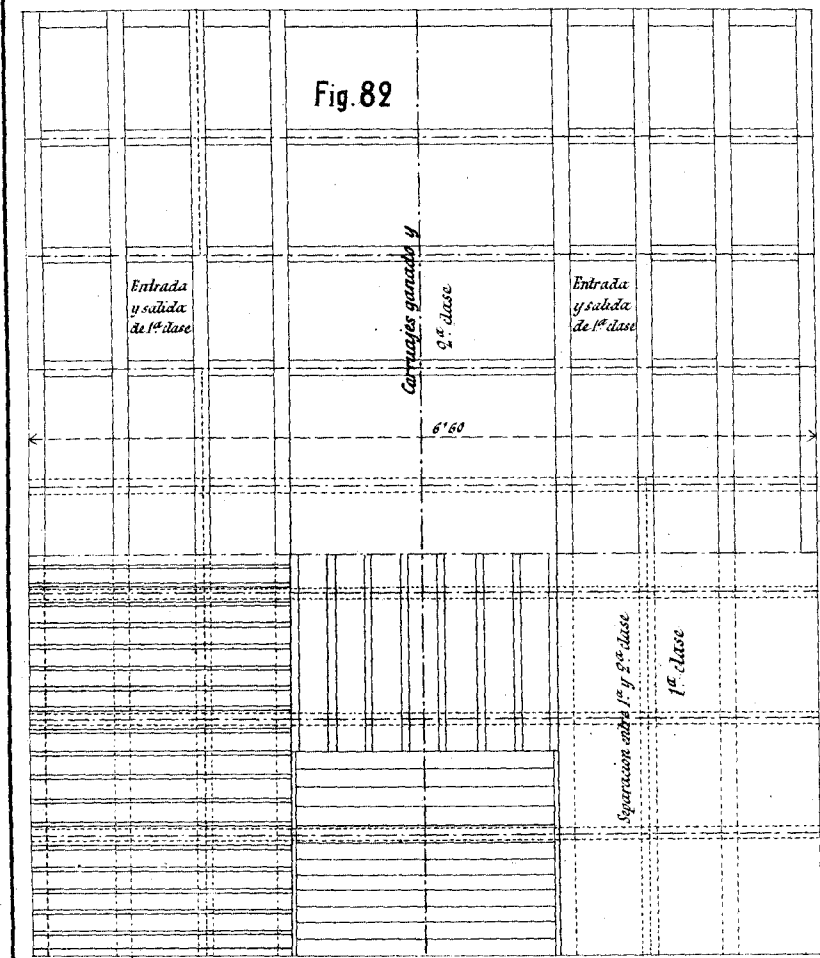 Fig. 82
Entrada
y salida
de 1ª clase
Carruajes ganado y
2ª clase
Entrada
y salida
de 1ª clase
6'60
Separacion entre 1ª y 2ª clase
1ª clase